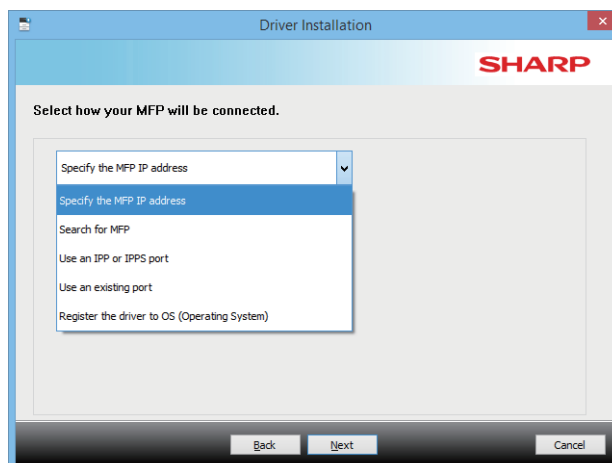 Driver Installation
SHARP
Select how your MFP will be connected.
Specify the MFP IP address
Specify the MFP IP address
Search for MFP
Use an IPP or IPPS port
Use an existing port
Register the driver to OS (Operating System)
Back Next Cancel